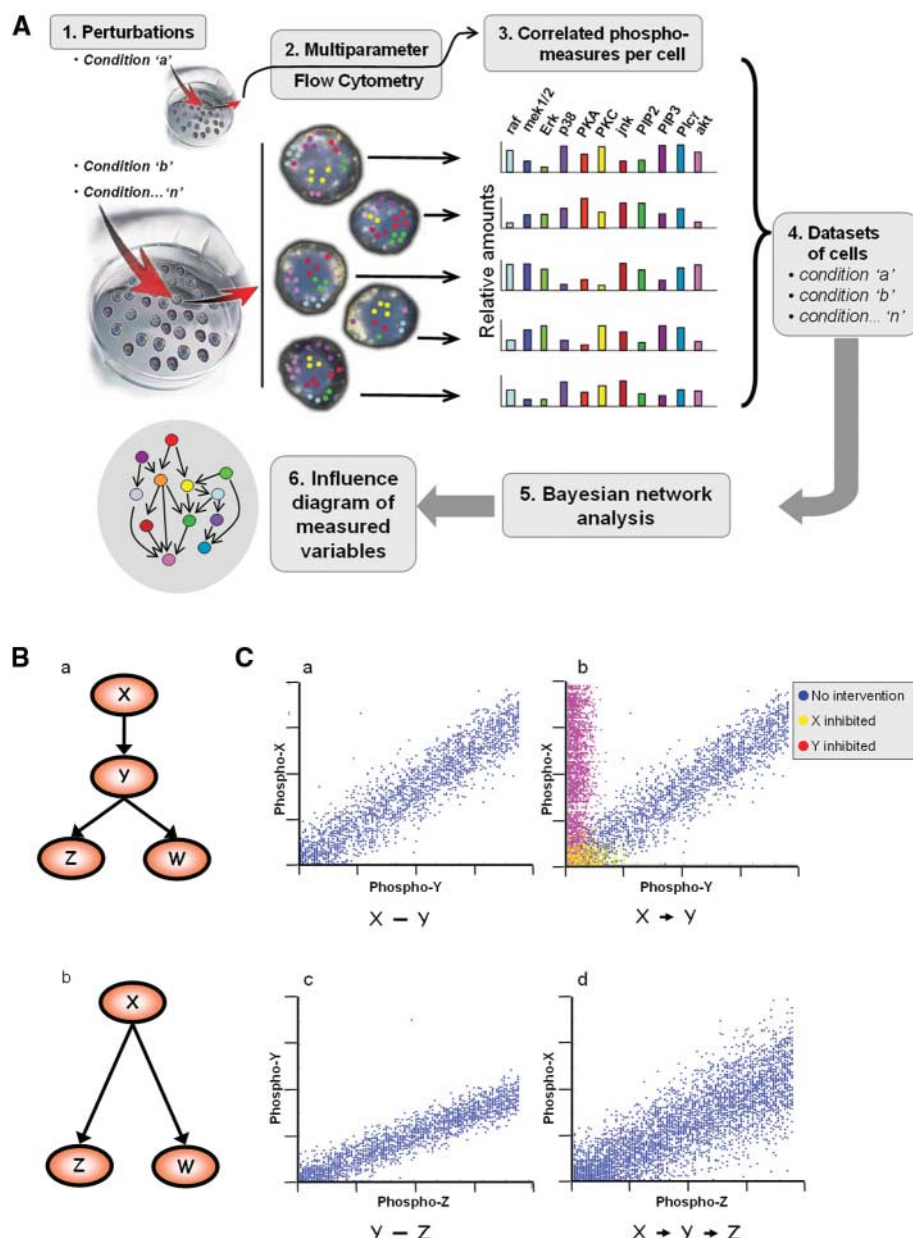 A
1. Perturbations
• Condition 'a'
• Condition 'b'
• Condition... 'n'
2. Multiparameter
Flow Cytometry
3. Correlated phospho-
measures per cell
raf
mek1/2
Erk
p38
PKA
PKC
jnk
PIP2
PIP3
Plcγ
akt
Relative amounts
4. Datasets
of cells
• condition 'a'
• condition 'b'
• condition... 'n'
5. Bayesian network
analysis
6. Influence
diagram of
measured
variables
B
a
X
Y
Z
W
b
X
Z
W
C
a
Phospho-X
Phospho-Y
X – Y
b
Phospho-X
Phospho-Y
X → Y
No intervention
X inhibited
Y inhibited
c
Phospho-Y
Phospho-Z
Y – Z
d
Phospho-X
Phospho-Z
X → Y → Z